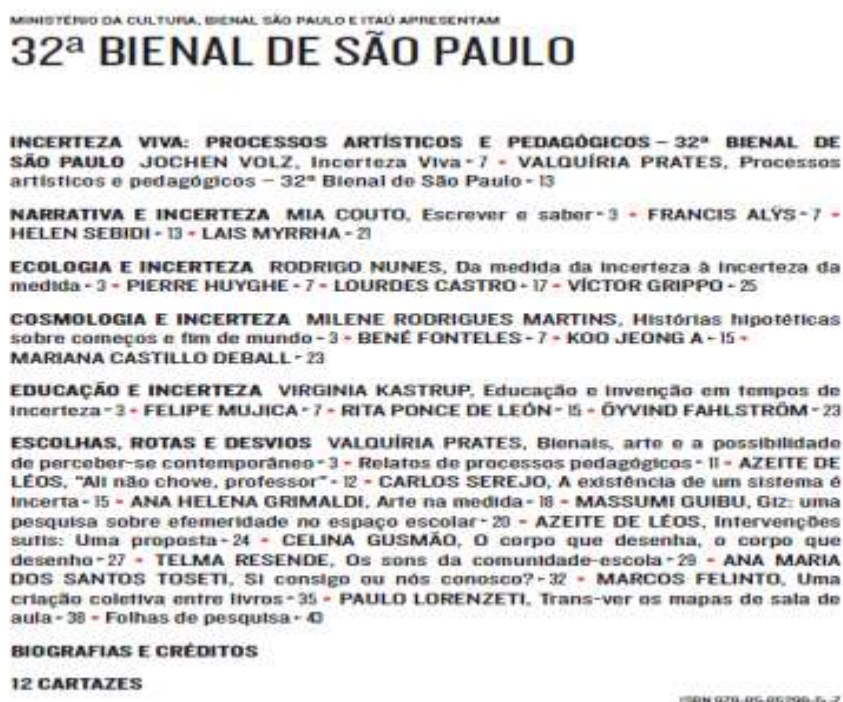 MINISTÉRIO DA CULTURA, BIENAL SÃO PAULO E ITAÚ APRESENTAM
32ª BIENAL DE SÃO PAULO
INCERTEZA VIVA: PROCESSOS ARTÍSTICOS E PEDAGÓGICOS – 32ª BIENAL DE
SÃO PAULO JOCHEN VOLZ, Incerteza Viva - 7 • VALQUÍRIA PRATES, Processos
artísticos e pedagógicos – 32ª Bienal de São Paulo - 13
NARRATIVA E INCERTEZA MIA COUTO, Escrever e saber - 3 • FRANCIS ALŸS - 7 •
HELEN SEBIDI - 13 • LAIS MYRRHA - 21
ECOLOGIA E INCERTEZA RODRIGO NUNES, Da medida da incerteza à incerteza da
medida - 3 • PIERRE HUYGHE - 7 • LOURDES CASTRO - 17 • VÍCTOR GRIPPO - 25
COSMOLOGIA E INCERTEZA MILENE RODRIGUES MARTINS, Histórias hipotéticas
sobre começos e fim de mundo - 3 • BENÉ FONTELES - 7 • KOO JEONG A - 15 •
MARIANA CASTILLO DEBALL - 23
EDUCAÇÃO E INCERTEZA VIRGINIA KASTRUP, Educação e invenção em tempos de
incerteza - 3 • FELIPE MUJICA - 7 • RITA PONCE DE LEÓN - 15 • ÖYVIND FAHLSTRÖM - 23
ESCOLHAS, ROTAS E DESVIOS VALQUÍRIA PRATES, Bienais, arte e a possibilidade
de perceber-se contemporâneo - 3 • Relatos de processos pedagógicos - 11 • AZEITE DE
LÉOS, "Ali não chove, professor" - 12 • CARLOS SEREJO, A existência de um sistema é
incerta - 15 • ANA HELENA GRIMALDI, Arte na medida - 18 • MASSUMI GUIBU, Giz: uma
pesquisa sobre efemeridade no espaço escolar - 20 • AZEITE DE LÉOS, Intervenções
sutis: Uma proposta - 24 • CELINA GUSMÃO, O corpo que desenha, o corpo que
desenho - 27 • TELMA RESENDE, Os sons da comunidade-escola - 29 • ANA MARIA
DOS SANTOS TOSETI, Si consigo ou nós conosco? - 32 • MARCOS FELINTO, Uma
criação coletiva entre livros - 35 • PAULO LORENZETI, Trans-ver os mapas de sala de
aula - 38 • Folhas de pesquisa - 43
BIOGRAFIAS E CRÉDITOS
12 CARTAZES
ISBN